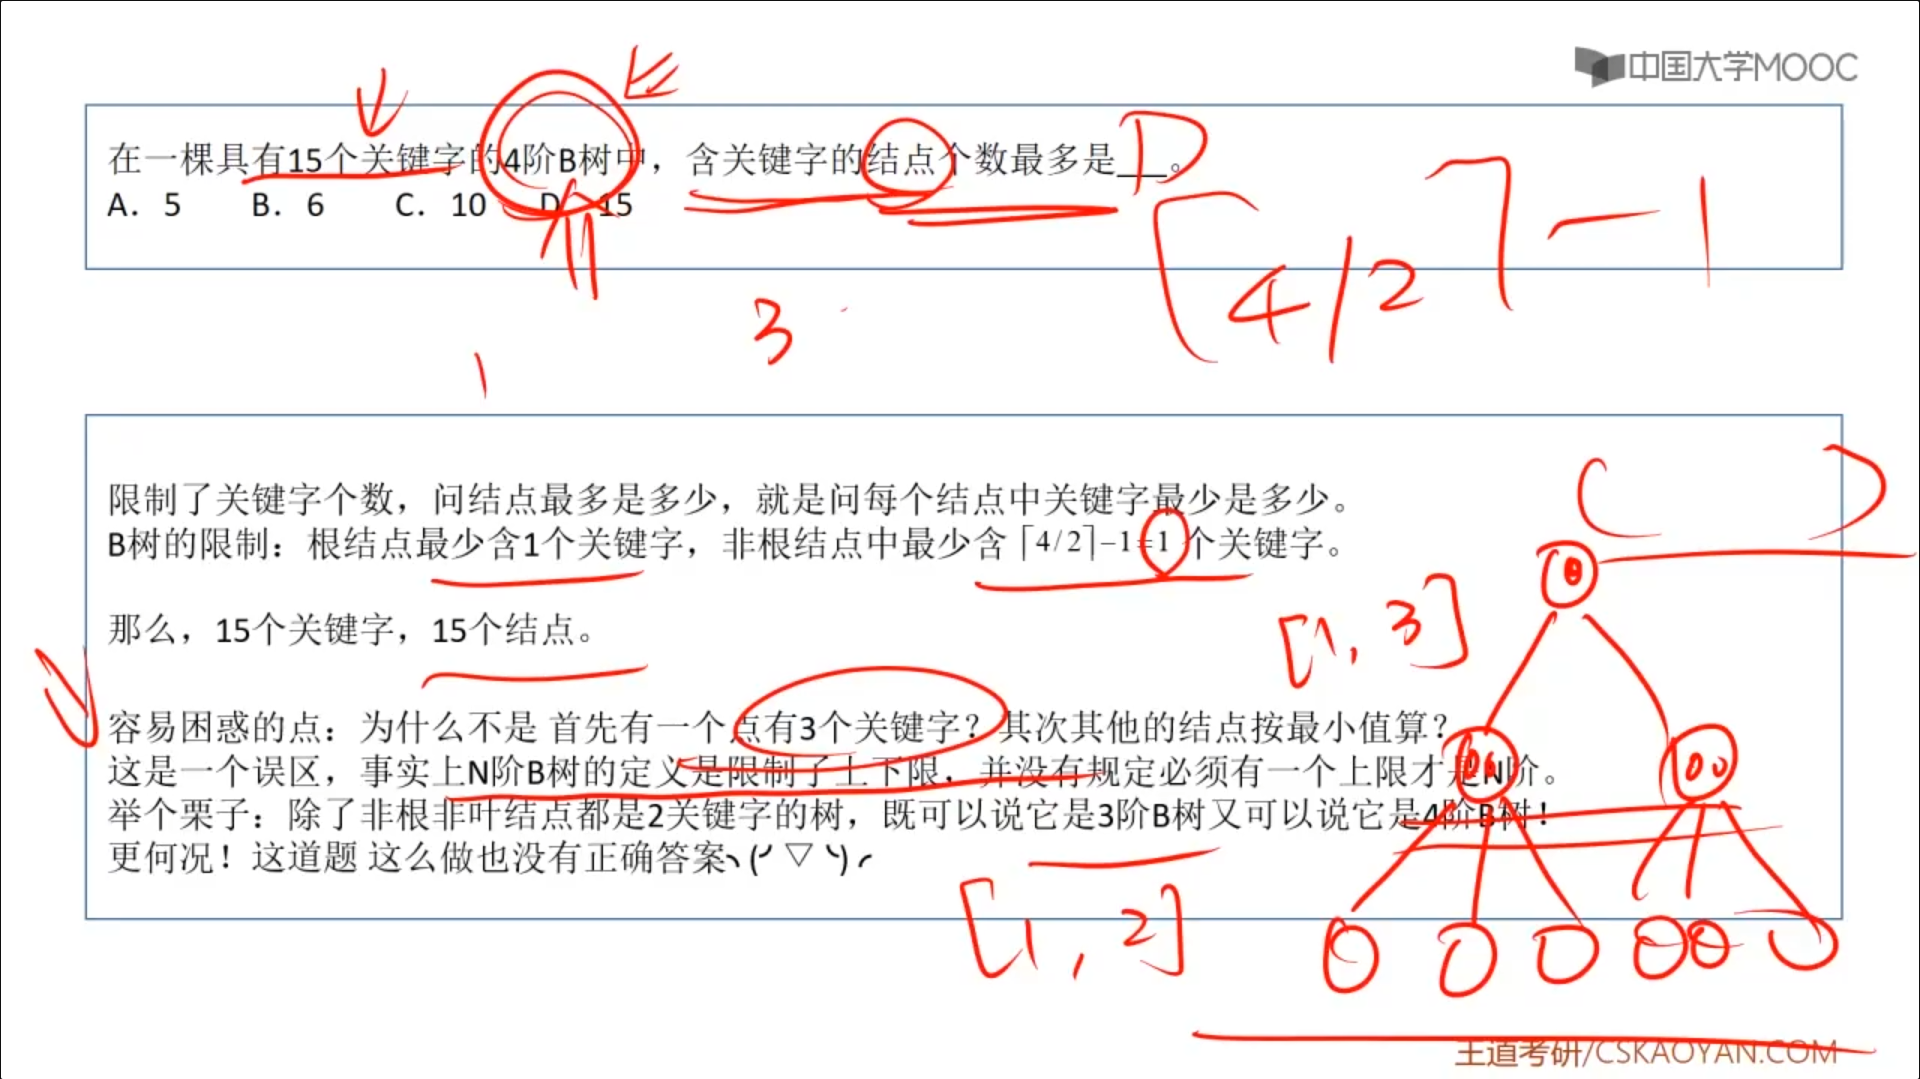 中国大学MOOC
在一棵具有15个关键字的4阶B树中，含关键字的结点个数最多是___。
D
A. 5 B. 6 C. 10 D. 15
⌈4/2⌉-1
3
1
限制了关键字个数，问结点最多是多少，就是问每个结点中关键字最少是多少。
B树的限制：根结点最少含1个关键字，非根结点中最少含⌈4/2⌉-1=1个关键字。
[1, 3]
那么，15个关键字，15个结点。
容易困惑的点：为什么不是 首先有一个点有3个关键字？其次其他的结点按最小值算？
这是一个误区，事实上N阶B树的定义是限制了上下限，并没有规定必须有一个上限才是N阶。
举个栗子：除了非根非叶结点都是2关键字的树，既可以说它是3阶B树又可以说它是4阶B树！
更何况！这道题 这么做也没有正确答案╮(╯▽╰)╭
[1, 2]
王道考研/CSKAOYAN.COM